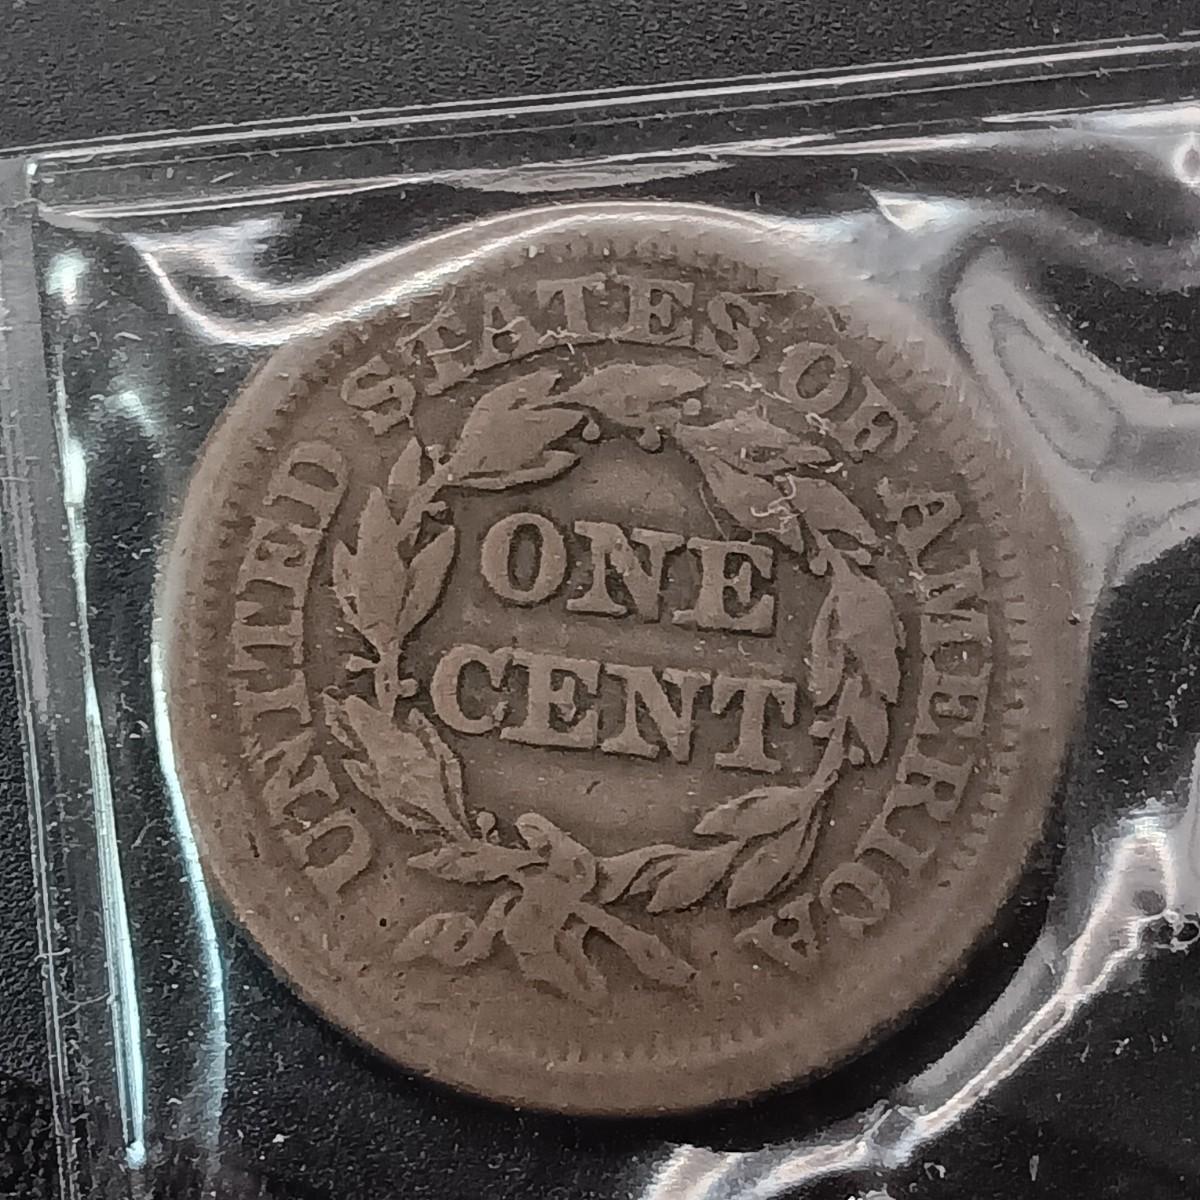 UNITED STATES OF AMERICA
ONE
CENT